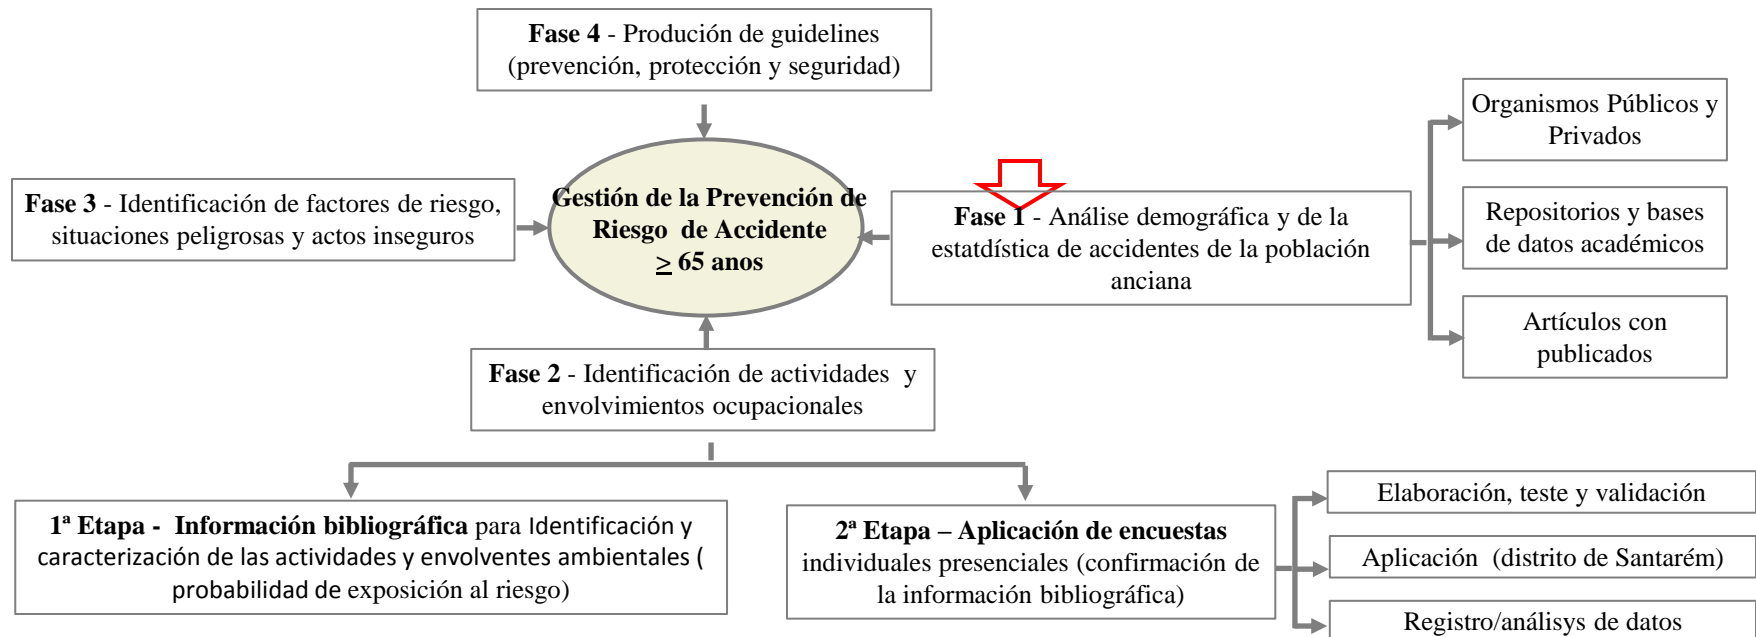 Fase 4 - Produción de guidelines
(prevención, protección y seguridad)
Organismos Públicos y
Privados
Fase 3 - Identificación de factores de riesgo,
situaciones peligrosas y actos inseguros
Gestión de la Prevención de
Riesgo de Accidente
≥ 65 anos
Fase 1 - Análise demográfica y de la
estatdística de accidentes de la población
anciana
Repositorios y bases
de datos académicos
Artículos con
publicados
Fase 2 - Identificación de actividades y
envolvimientos ocupacionales
1ª Etapa - Información bibliográfica para Identificación y
caracterización de las actividades y envolventes ambientales (
probabilidad de exposición al riesgo)
2ª Etapa – Aplicación de encuestas
individuales presenciales (confirmación de
la información bibliográfica)
Elaboración, teste y validación
Aplicación (distrito de Santarém)
Registro/análisys de datos